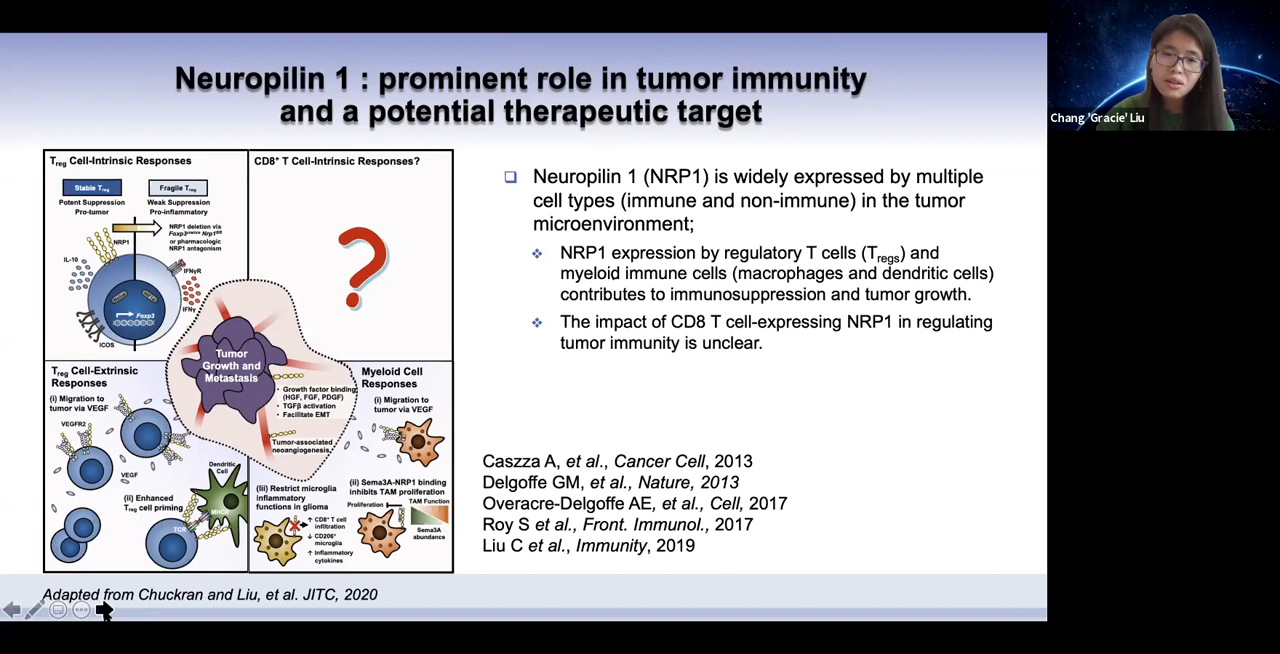 Neuropilin 1 : prominent role in tumor immunity
and a potential therapeutic target
Chang 'Gracie' Liu
Treg Cell-Intrinsic Responses
Stable Treg
Fragile Treg
Potent Suppression
Pro-tumor
Weak Suppression
Pro-inflammatory
NRP1 deletion via
Foxp3cre/cre Nrp1fl/fl
or pharmacologic
NRP1 antagonism
NRP1
IL-10
IFNγR
IFNγ
Foxp3
ICOS
CD8+ T Cell-Intrinsic Responses?
?
Tumor
Growth and
Metastasis
• Growth factor binding
(HGF, FGF, PDGF)
• TGFβ activation
• Facilitate EMT
Tumor-associated
neoangiogenesis
Treg Cell-Extrinsic
Responses
(i) Migration to
tumor via VEGF
VEGFR2
VEGF
Dendritic
Cell
(ii) Enhanced
Treg cell priming
MHCII
TCR
Myeloid Cell
Responses
(i) Migration to
tumor via VEGF
(ii) Sema3A-NRP1 binding
inhibits TAM proliferation
Proliferation
TAM Function
Sema3A
abundance
(iii) Restrict microglia
inflammatory
functions in glioma
↑ CD8+ T cell
infiltration
↓ CD206+
microglia
↑ Inflammatory
cytokines
Neuropilin 1 (NRP1) is widely expressed by multiple
cell types (immune and non-immune) in the tumor
microenvironment;
NRP1 expression by regulatory T cells (Tregs) and
myeloid immune cells (macrophages and dendritic cells)
contributes to immunosuppression and tumor growth.
The impact of CD8 T cell-expressing NRP1 in regulating
tumor immunity is unclear.
Caszza A, et al., Cancer Cell, 2013
Delgoffe GM, et al., Nature, 2013
Overacre-Delgoffe AE, et al., Cell, 2017
Roy S et al., Front. Immunol., 2017
Liu C et al., Immunity, 2019
Adapted from Chuckran and Liu, et al. JITC, 2020